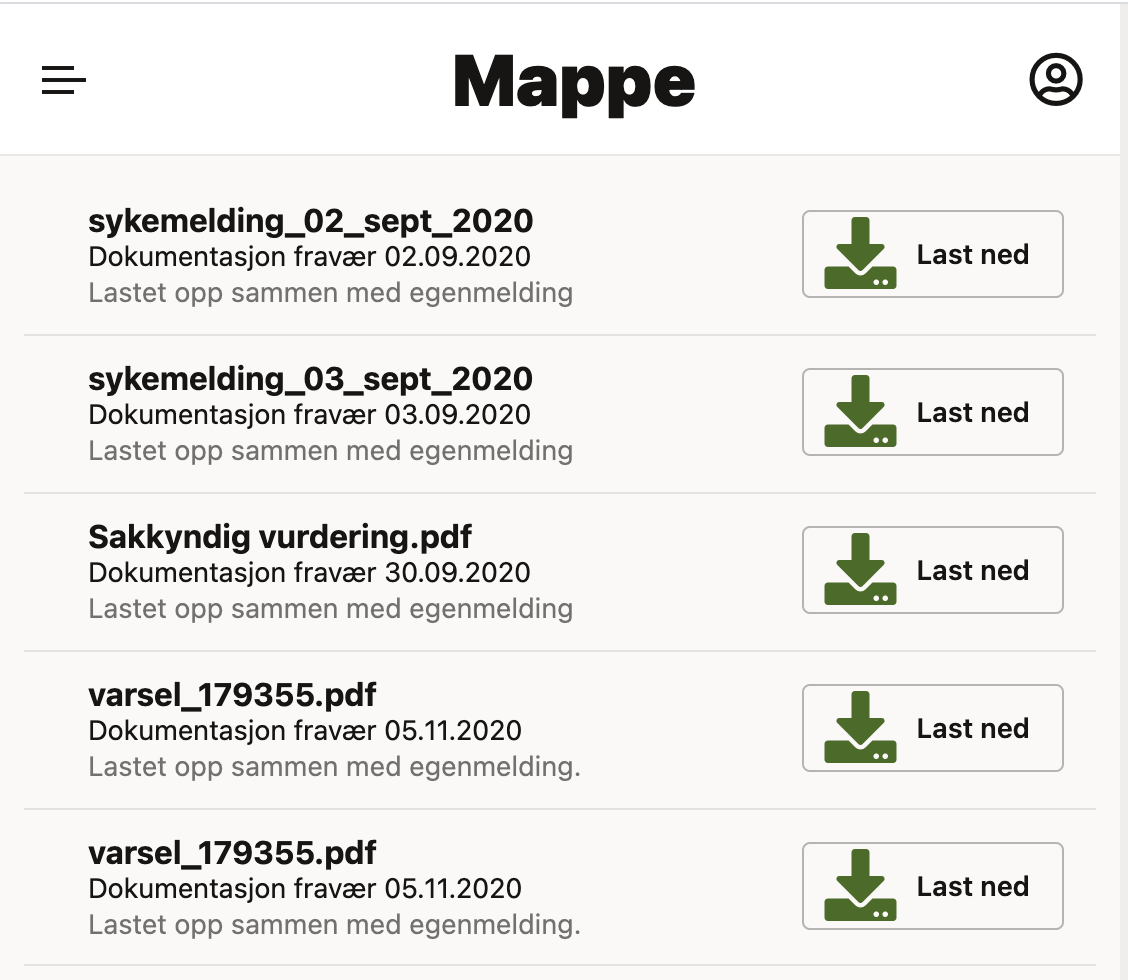 Mappe
sykemelding_02_sept_2020
Dokumentasjon fravær 02.09.2020
Lastet opp sammen med egenmelding
Last ned
sykemelding_03_sept_2020
Dokumentasjon fravær 03.09.2020
Lastet opp sammen med egenmelding
Last ned
Sakkyndig vurdering.pdf
Dokumentasjon fravær 30.09.2020
Lastet opp sammen med egenmelding
Last ned
varsel_179355.pdf
Dokumentasjon fravær 05.11.2020
Lastet opp sammen med egenmelding.
Last ned
varsel_179355.pdf
Dokumentasjon fravær 05.11.2020
Lastet opp sammen med egenmelding.
Last ned